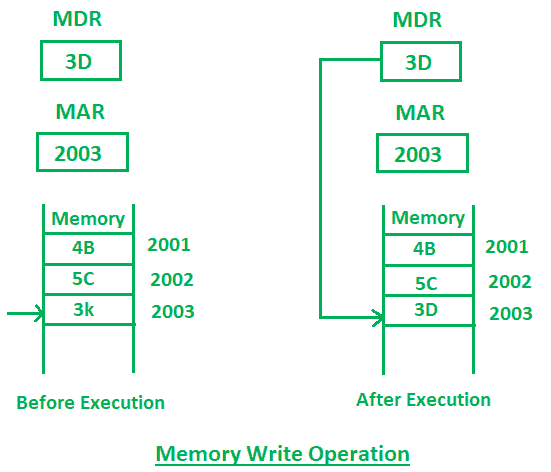 MDR
3D
MAR
2003
Memory
4B 2001
5C 2002
3k 2003
Before Execution
MDR
3D
MAR
2003
Memory
4B 2001
5C 2002
3D 2003
After Execution
Memory Write Operation